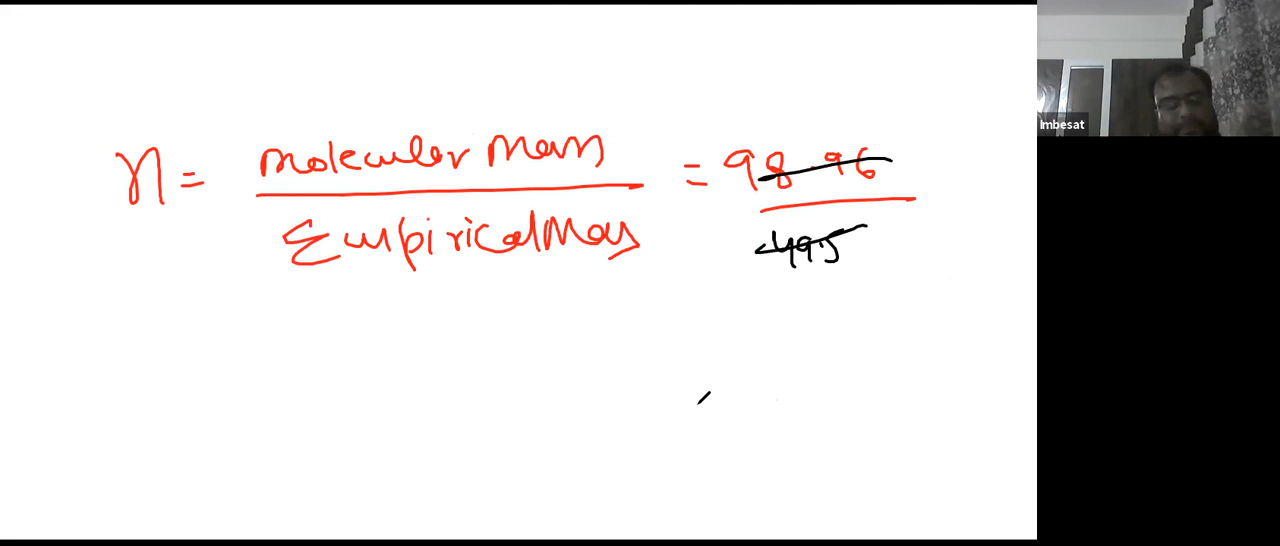 n = molecular Mass / Empirical Mass = 98.96 / 49.5
Imbesat